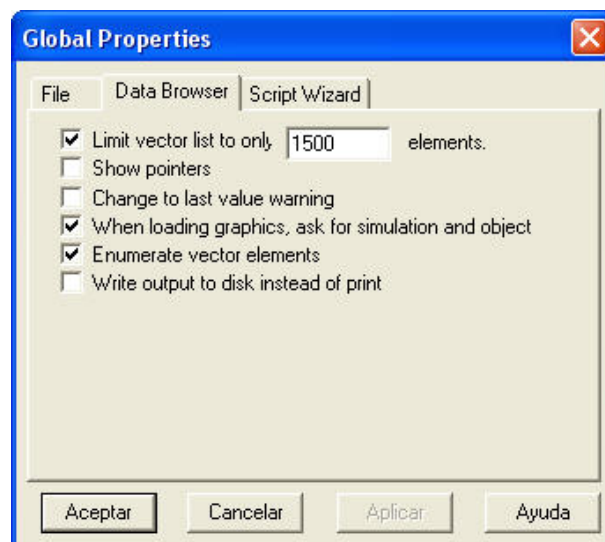 Global Properties
File Data Browser Script Wizard
Limit vector list to only 1500 elements.
Show pointers
Change to last value warning
When loading graphics, ask for simulation and object
Enumerate vector elements
Write output to disk instead of print
Aceptar Cancelar Aplicar Ayuda